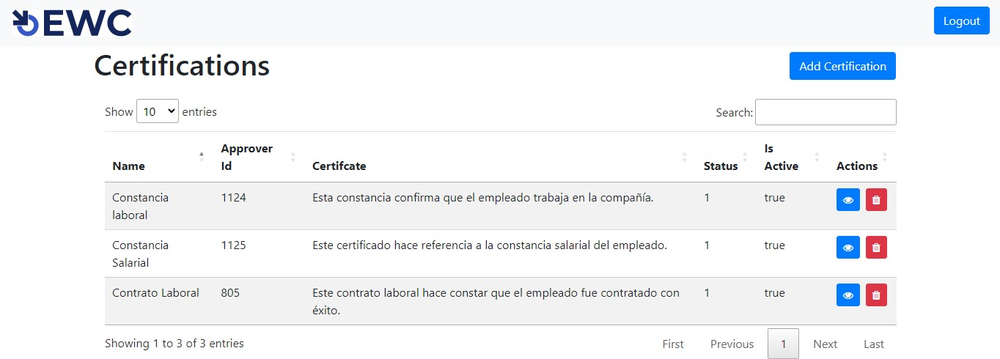 EWC
Logout
Certifications
Add Certification
Show 10 entries
Search:
Name
Approver
Id
Certifcate
Status
Is
Active
Actions
Constancia
laboral
1124
Esta constancia confirma que el empleado trabaja en la compañía.
1
true
Constancia
Salarial
1125
Este certificado hace referencia a la constancia salarial del empleado.
1
true
Contrato Laboral
805
Este contrato laboral hace constar que el empleado fue contratado con
éxito.
1
true
Showing 1 to 3 of 3 entries
First Previous 1 Next Last